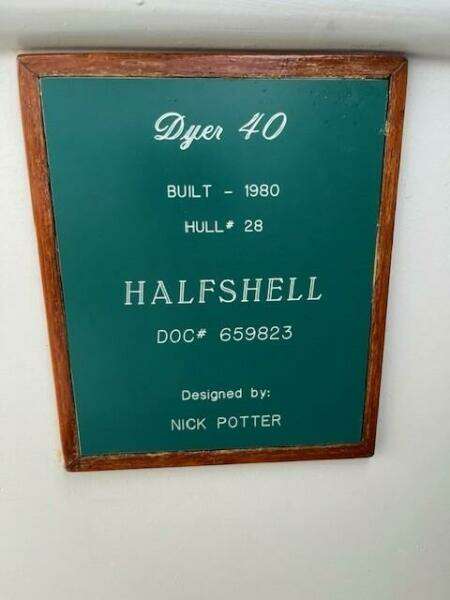 Dyer 40
BUILT - 1980
HULL# 28
HALFSHELL
DOC# 659823
Designed by:
NICK POTTER